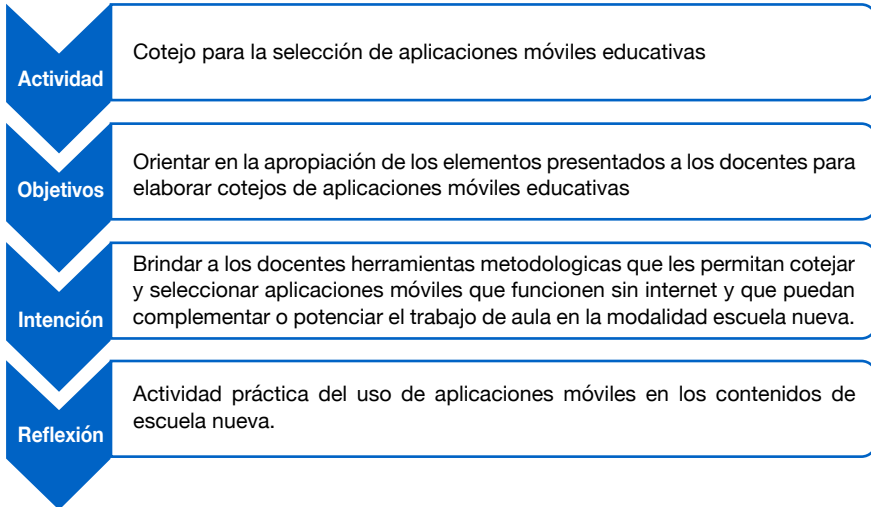 Actividad
Cotejo para la selección de aplicaciones móviles educativas
Objetivos
Orientar en la apropiación de los elementos presentados a los docentes para
elaborar cotejos de aplicaciones móviles educativas
Intención
Brindar a los docentes herramientas metodologicas que les permitan cotejar
y seleccionar aplicaciones móviles que funcionen sin internet y que puedan
complementar o potenciar el trabajo de aula en la modalidad escuela nueva.
Reflexión
Actividad práctica del uso de aplicaciones móviles en los contenidos de
escuela nueva.